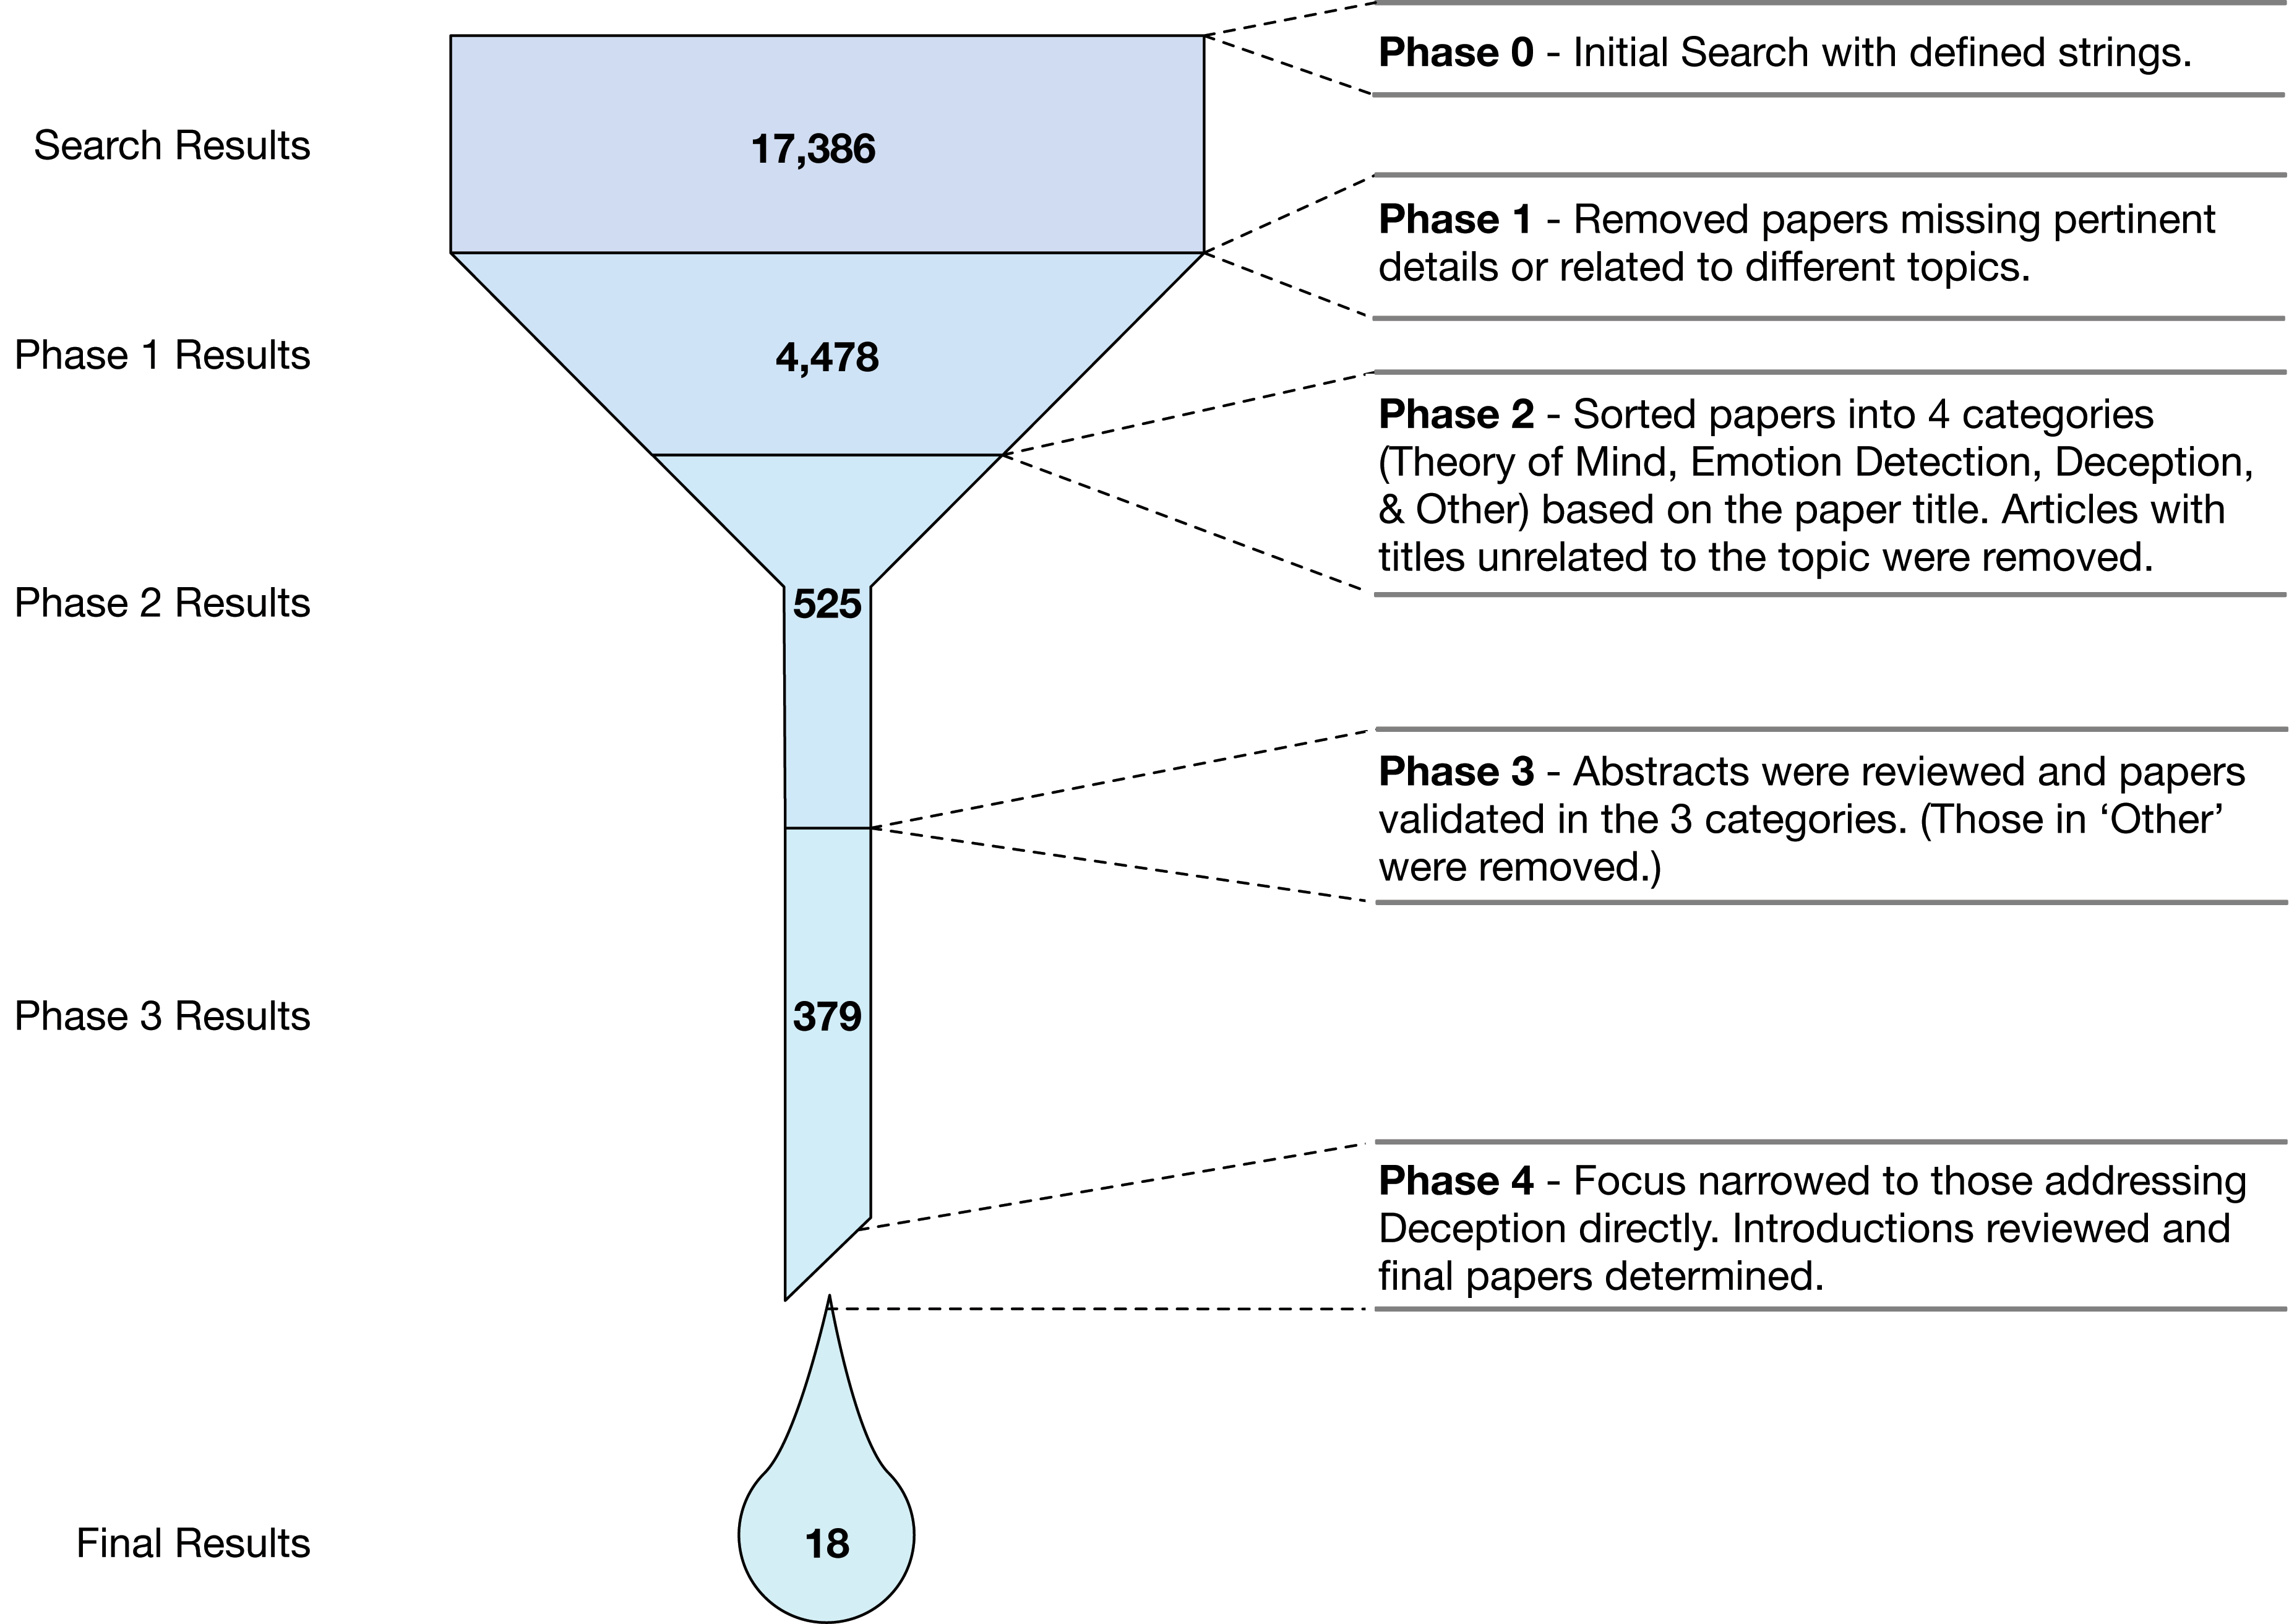 Phase 0 - Initial Search with defined strings.
Search Results
17,386
Phase 1 - Removed papers missing pertinent
details or related to different topics.
Phase 1 Results
4,478
Phase 2 - Sorted papers into 4 categories
(Theory of Mind, Emotion Detection, Deception,
& Other) based on the paper title. Articles with
titles unrelated to the topic were removed.
Phase 2 Results
525
Phase 3 - Abstracts were reviewed and papers
validated in the 3 categories. (Those in ‘Other’
were removed.)
Phase 3 Results
379
Phase 4 - Focus narrowed to those addressing
Deception directly. Introductions reviewed and
final papers determined.
Final Results
18